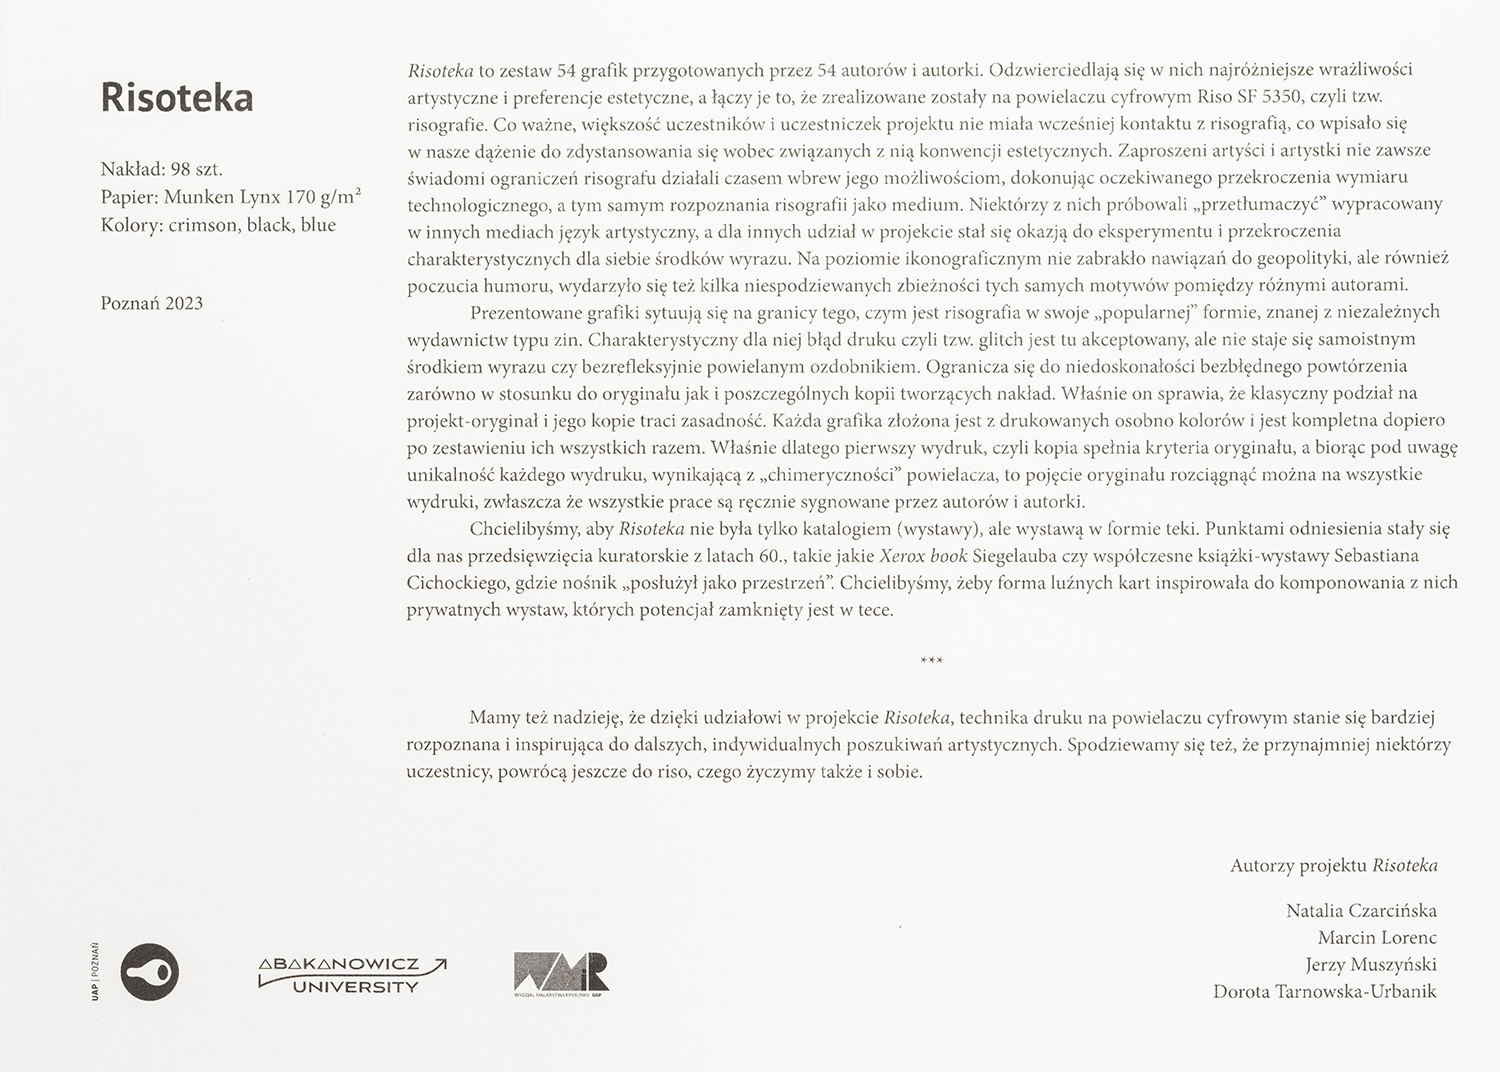 Risoteka
Nakład: 98 szt.
Papier: Munken Lynx 170 g/m²
Kolory: crimson, black, blue
Poznań 2023
Risoteka to zestaw 54 grafik przygotowanych przez 54 autorów i autorki. Odzwierciedlają się w nich najróżniejsze wrażliwości
artystyczne i preferencje estetyczne, a łączy je to, że zrealizowane zostały na powielaczu cyfrowym Riso SF 5350, czyli tzw.
risografie. Co ważne, większość uczestników i uczestniczek projektu nie miała wcześniej kontaktu z risografią, co wpisało się
w nasze dążenie do zdystansowania się wobec związanych z nią konwencji estetycznych. Zaproszeni artyści i artystki nie zawsze
świadomi ograniczeń risografu działali czasem wbrew jego możliwościom, dokonując oczekiwanego przekroczenia wymiaru
technologicznego, a tym samym rozpoznania risografii jako medium. Niektórzy z nich próbowali „przetłumaczyć” wypracowany
w innych mediach język artystyczny, a dla innych udział w projekcie stał się okazją do eksperymentu i przekroczenia
charakterystycznych dla siebie środków wyrazu. Na poziomie ikonograficznym nie zabrakło nawiązań do geopolityki, ale również
poczucia humoru, wydarzyło się też kilka niespodziewanych zbieżności tych samych motywów pomiędzy różnymi autorami.
Prezentowane grafiki sytuują się na granicy tego, czym jest risografia w swoje „popularnej” formie, znanej z niezależnych
wydawnictw typu zin. Charakterystyczny dla niej błąd druku czyli tzw. glitch jest tu akceptowany, ale nie staje się samoistnym
środkiem wyrazu czy bezrefleksyjnie powielanym ozdobnikiem. Ogranicza się do niedoskonałości bezbłędnego powtórzenia
zarówno w stosunku do oryginału jak i poszczególnych kopii tworzących nakład. Właśnie on sprawia, że klasyczny podział na
projekt-oryginał i jego kopie traci zasadność. Każda grafika złożona jest z drukowanych osobno kolorów i jest kompletna dopiero
po zestawieniu ich wszystkich razem. Właśnie dlatego pierwszy wydruk, czyli kopia spełnia kryteria oryginału, a biorąc pod uwagę
unikalność każdego wydruku, wynikającą z „chimeryczności” powielacza, to pojęcie oryginału rozciągnąć można na wszystkie
wydruki, zwłaszcza że wszystkie prace są ręcznie sygnowane przez autorów i autorki.
Chcielibyśmy, aby Risoteka nie była tylko katalogiem (wystawy), ale wystawą w formie teki. Punktami odniesienia stały się
dla nas przedsięwzięcia kuratorskie z latach 60., takie jakie Xerox book Siegelauba czy współczesne książki-wystawy Sebastiana
Cichockiego, gdzie nośnik „posłużył jako przestrzeń”. Chcielibyśmy, żeby forma luźnych kart inspirowała do komponowania z nich
prywatnych wystaw, których potencjał zamknięty jest w tece.
***
Mamy też nadzieję, że dzięki udziałowi w projekcie Risoteka, technika druku na powielaczu cyfrowym stanie się bardziej
rozpoznana i inspirująca do dalszych, indywidualnych poszukiwań artystycznych. Spodziewamy się też, że przynajmniej niektórzy
uczestnicy, powrócą jeszcze do riso, czego życzymy także i sobie.
Autorzy projektu Risoteka
Natalia Czarcińska
Marcin Lorenc
Jerzy Muszyński
Dorota Tarnowska-Urbanik
UAP | POZNAŃ
ABAKANOWICZ
UNIVERSITY
WMiR
WYDZIAŁ MALARSTWA I RYSUNKU UAP